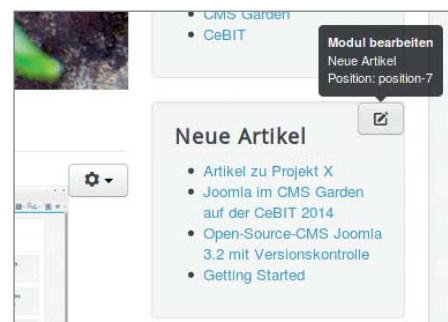 CMS Garden
CeBIT
Modul bearbeiten
Neue Artikel
Position: position-7
Neue Artikel
Artikel zu Projekt X
Joomla im CMS Garden
auf der CeBIT 2014
Open-Source-CMS Joomla
3.2 mit Versionskontrolle
Getting Started